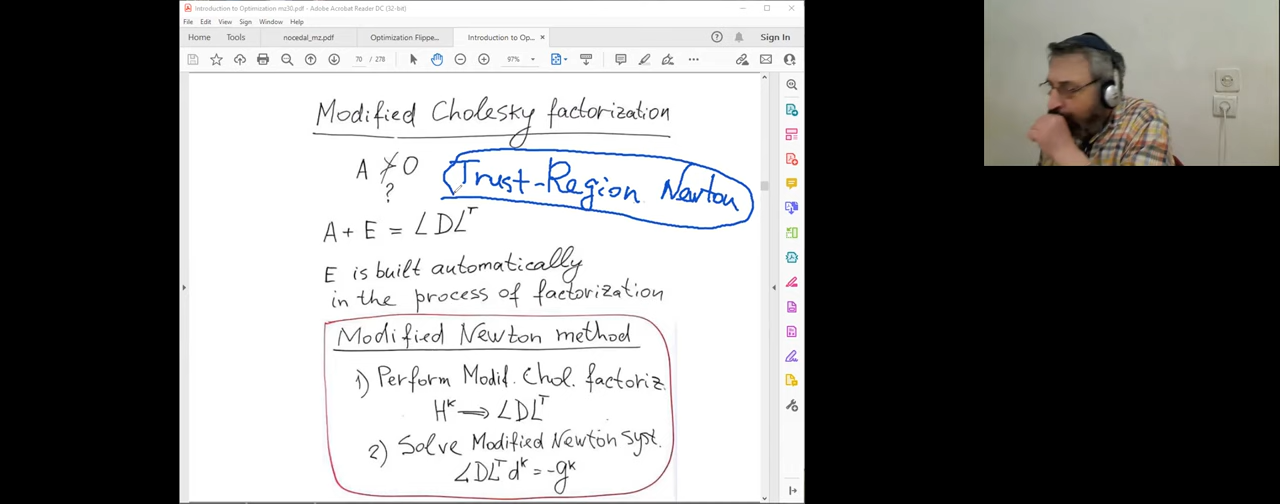 Introduction to Optimization mz30.pdf - Adobe Acrobat Reader DC (32-bit)
File Edit View Sign Window Help
Home Tools nocedal_mz.pdf Optimization Flippe... Introduction to Op... × Sign In
70 / 278 97%
Modified Cholesky factorization
A ⊁ 0
?
Trust-Region Newton
A + E = LDLᵀ
E is built automatically
in the process of factorization
Modified Newton method
1) Perform Modif. Chol. factoriz.
Hᵏ ⟹ LDLᵀ
2) Solve Modified Newton syst.
LDLᵀdᵏ = -gᵏ